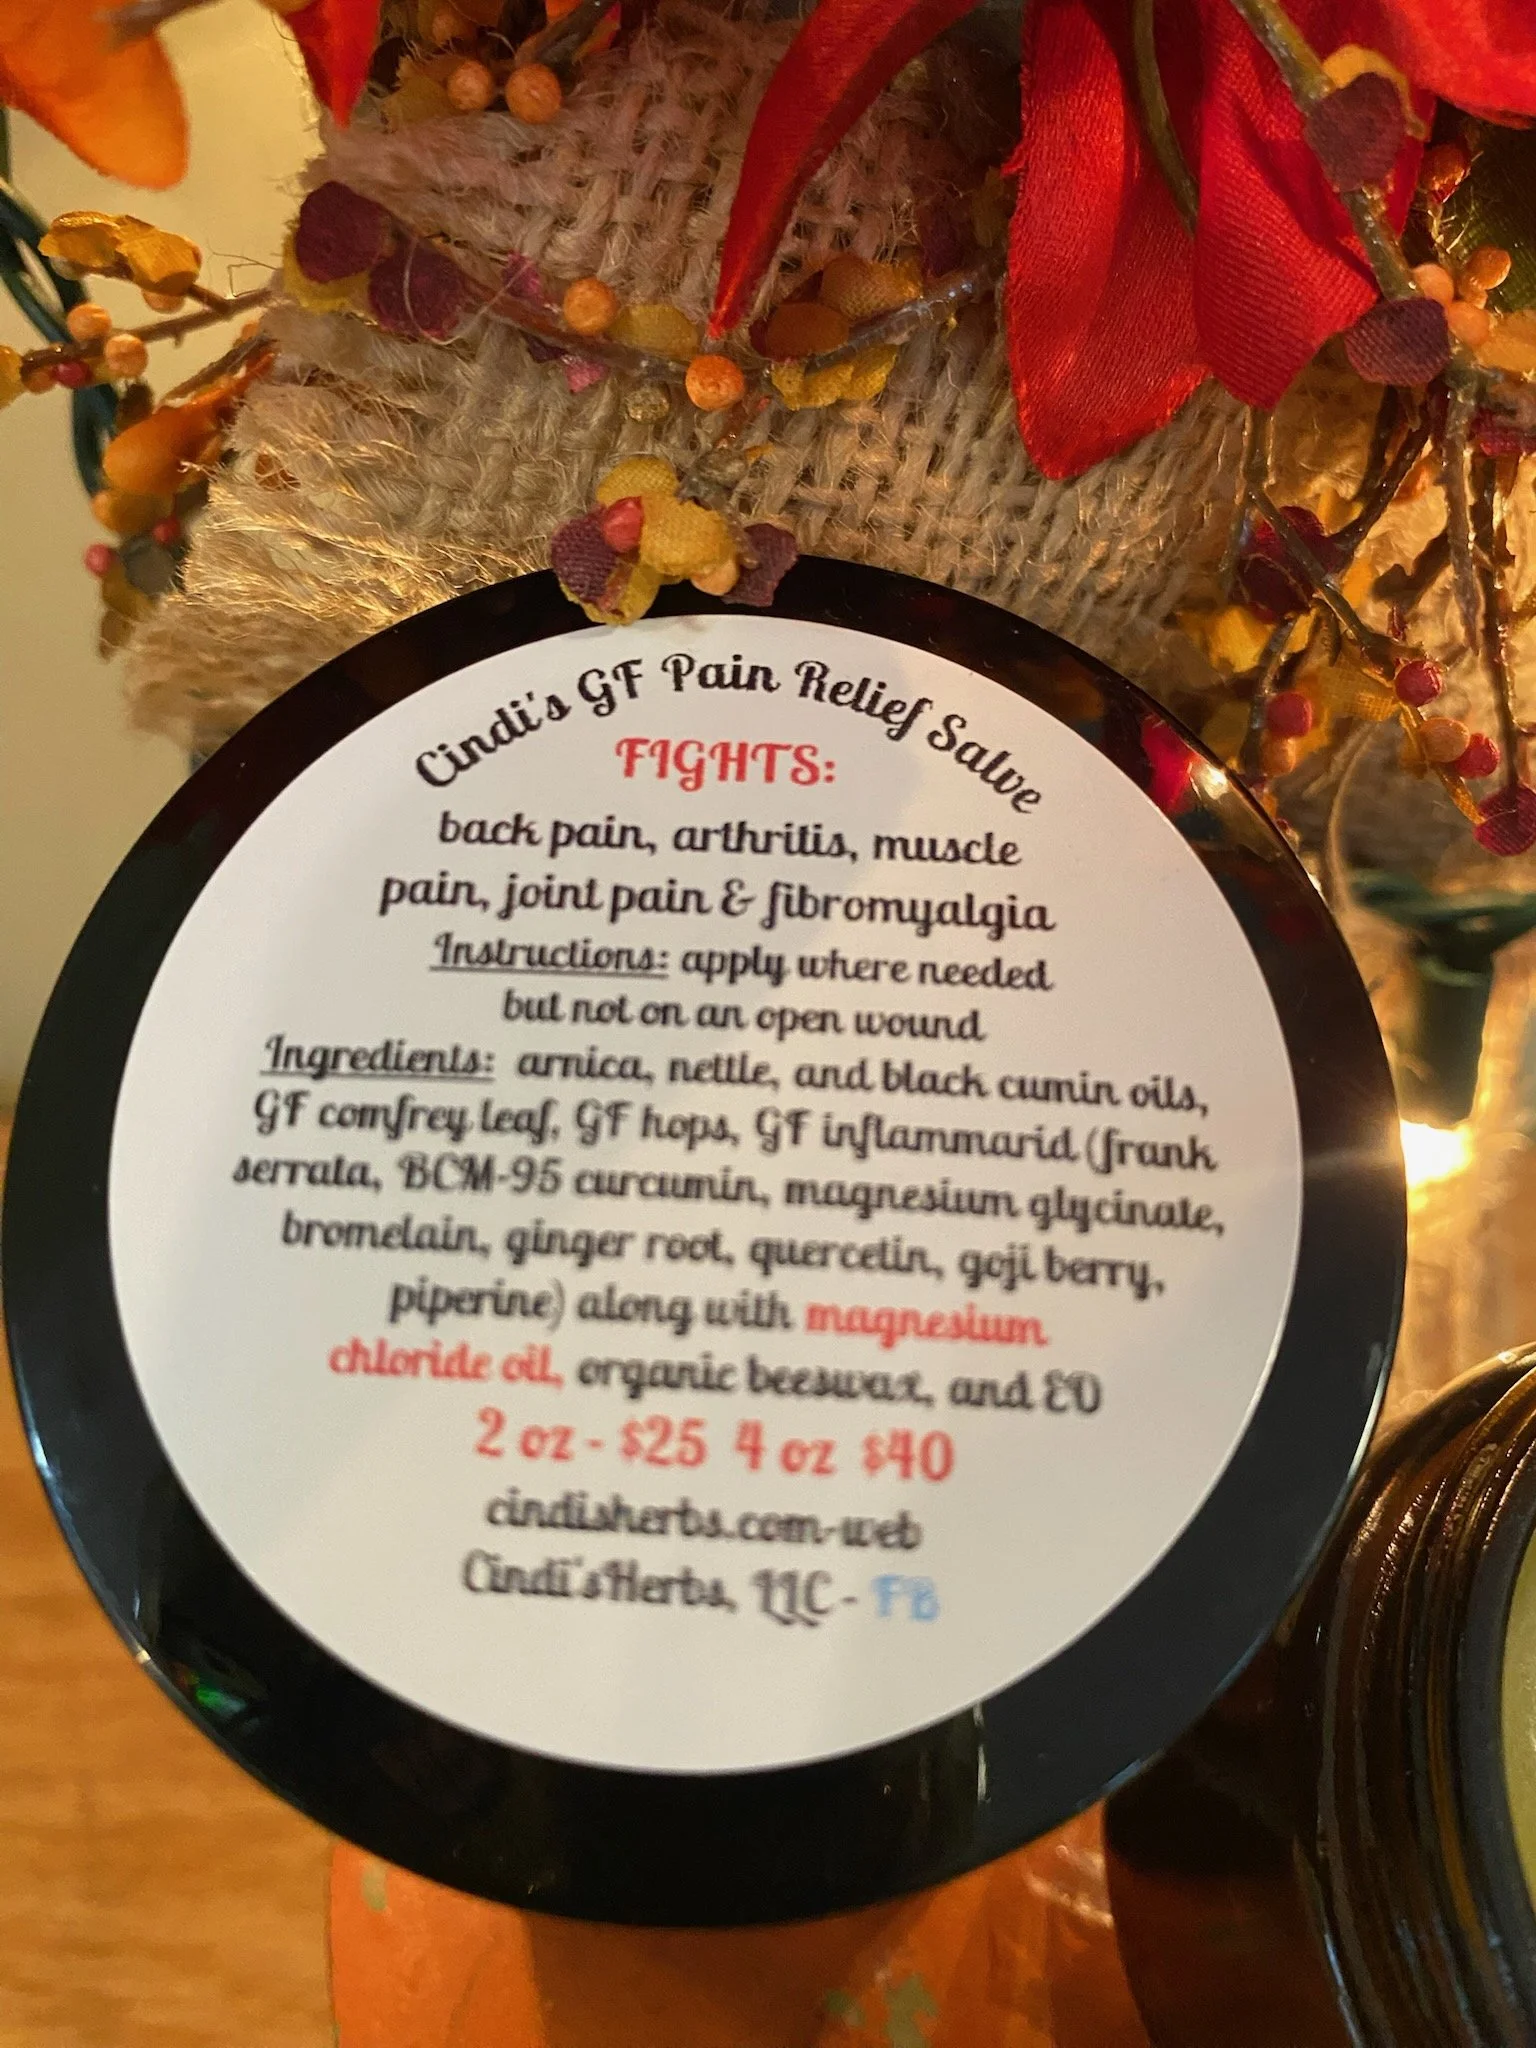 Cindi's GF Pain Relief Salve
FIGHTS:
back pain, arthritis, muscle
pain, joint pain & fibromyalgia
Instructions: apply where needed
but not on an open wound
Ingredients: arnica, nettle, and black cumin oils,
GF comfrey leaf, GF hops, GF inflammarid (frank
serrata, BCM-95 curcumin, magnesium glycinate,
bromelain, ginger root, quercetin, goji berry,
piperine) along with magnesium
chloride oil, organic beeswax, and EO
2 oz - $25 4 oz $40
cindisherbs.com-web
Cindi'sHerbs, LLC - FB